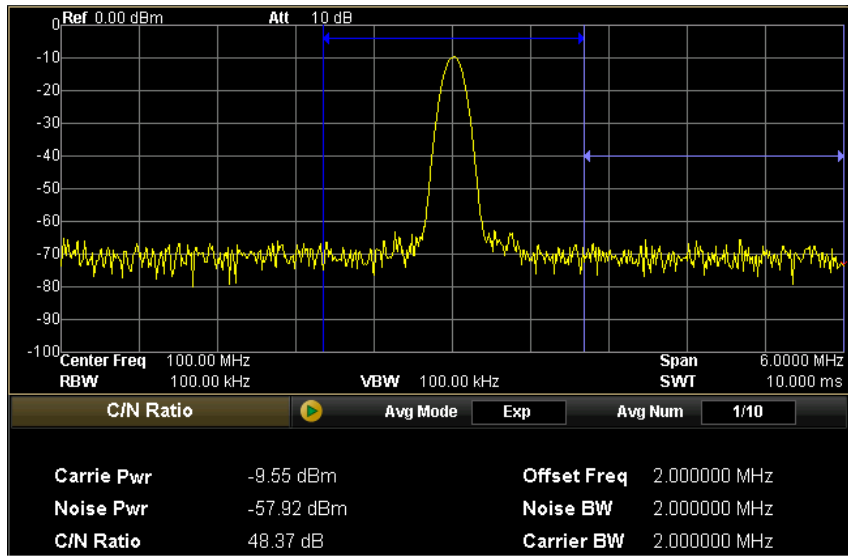 Ref 0.00 dBm Att 10 dB
0
-10
-20
-30
-40
-50
-60
-70
-80
-90
-100
Center Freq 100.00 MHz Span 6.0000 MHz
RBW 100.00 kHz VBW 100.00 kHz SWT 10.000 ms
C/N Ratio Avg Mode Exp Avg Num 1/10
Carrie Pwr -9.55 dBm Offset Freq 2.000000 MHz
Noise Pwr -57.92 dBm Noise BW 2.000000 MHz
C/N Ratio 48.37 dB Carrier BW 2.000000 MHz